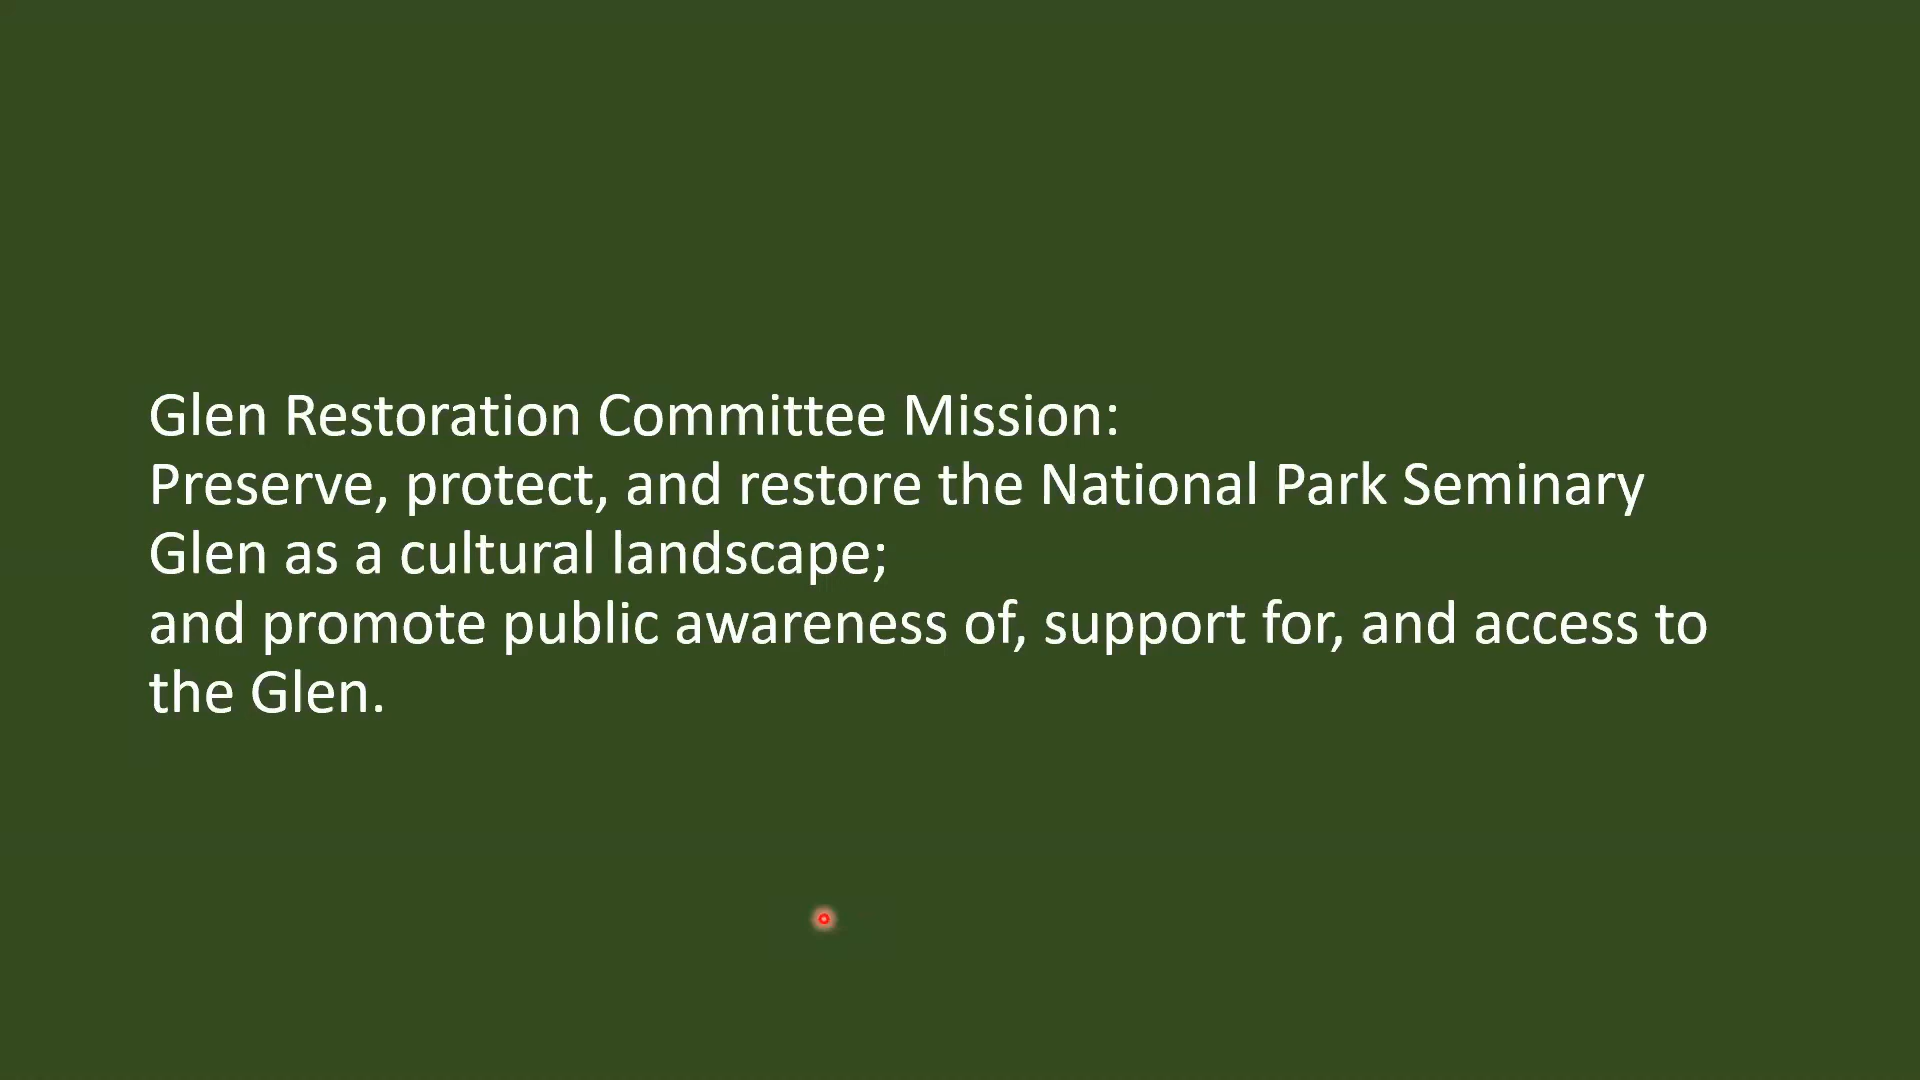 Glen Restoration Committee Mission:
Preserve, protect, and restore the National Park Seminary
Glen as a cultural landscape;
and promote public awareness of, support for, and access to
the Glen.